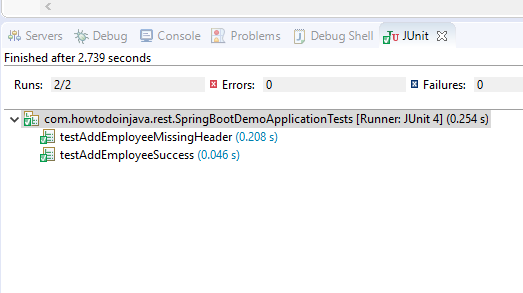 Servers Debug Console Problems Debug Shell JUnit
Finished after 2.739 seconds
Runs: 2/2 Errors: 0 Failures: 0
com.howtodoinjava.rest.SpringBootDemoApplicationTests [Runner: JUnit 4] (0.254 s)
testAddEmployeeMissingHeader (0.208 s)
testAddEmployeeSuccess (0.046 s)